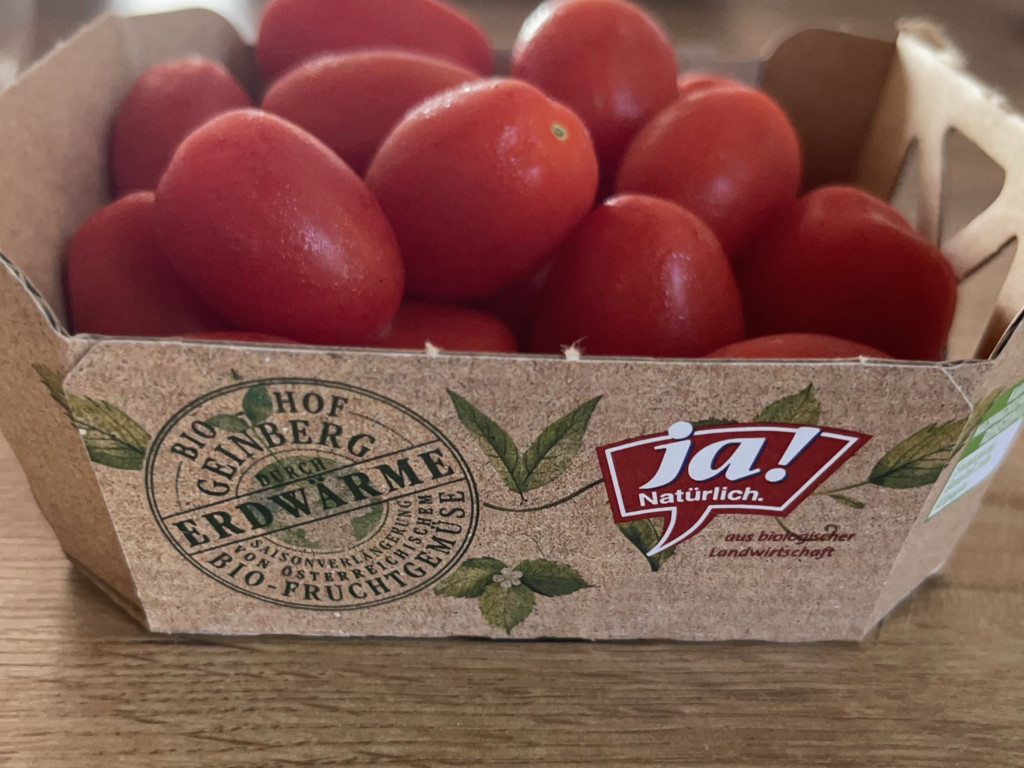 BIO
HOF
GEINBERG
DURCH
ERDWÄRME
SAISONVERLÄNGERUNG
VON ÖSTERREICHISCHEM
BIO-FRUCHTGEMÜSE
ja!
Natürlich.
aus biologischer
Landwirtschaft